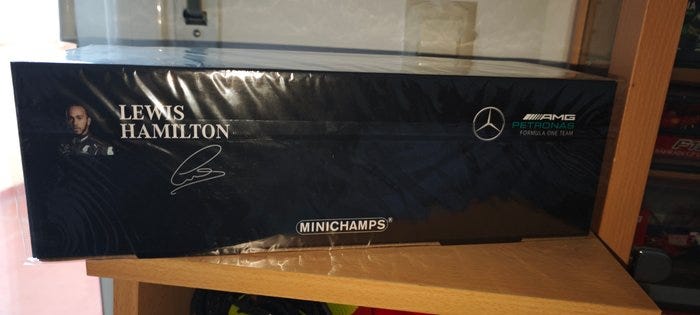 LEWIS
HAMILTON
AMG
PETRONAS
FORMULA ONE TEAM
MINICHAMPS®